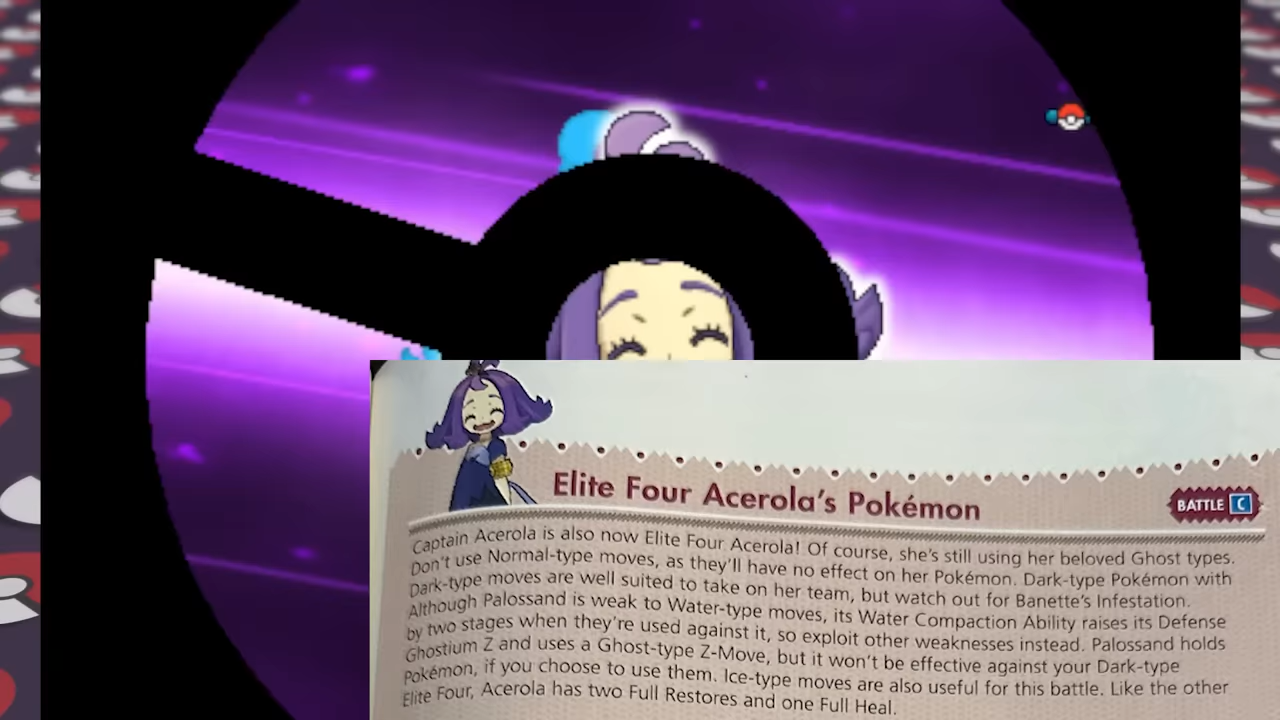 Elite Four Acerola's Pokémon
BATTLE C
Captain Acerola is also now Elite Four Acerola! Of course, she's still using her beloved Ghost types.
Don't use Normal-type moves, as they'll have no effect on her Pokémon. Dark-type Pokémon with
Dark-type moves are well suited to take on her team, but watch out for Banette's Infestation.
Although Palossand is weak to Water-type moves, its Water Compaction Ability raises its Defense
by two stages when they're used against it, so exploit other weaknesses instead. Palossand holds
Ghostium Z and uses a Ghost-type Z-Move, but it won't be effective against your Dark-type
Pokémon, if you choose to use them. Ice-type moves are also useful for this battle. Like the other
Elite Four, Acerola has two Full Restores and one Full Heal.